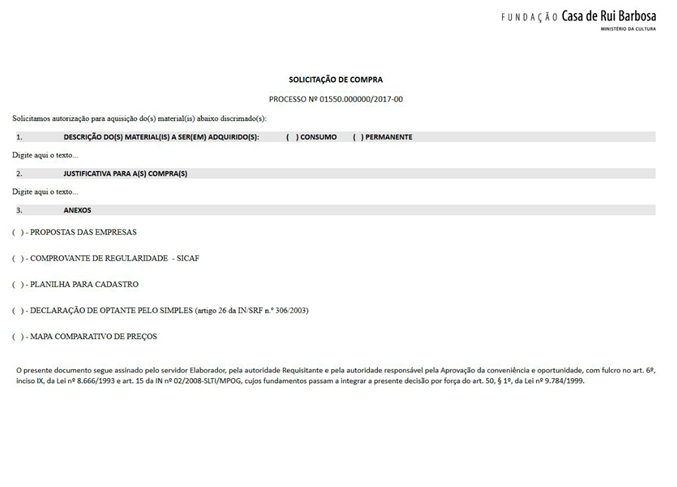 FUNDAÇÃO Casa de Rui Barbosa
MINISTÉRIO DA CULTURA
SOLICITAÇÃO DE COMPRA
PROCESSO Nº 01550.000000/2017-00
Solicitamos autorização para aquisição do(s) material(is) abaixo discrimado(s):
1. DESCRIÇÃO DO(S) MATERIAL(IS) A SER(EM) ADQUIRIDO(S): ( ) CONSUMO ( ) PERMANENTE
Digite aqui o texto...
2. JUSTIFICATIVA PARA A(S) COMPRA(S)
Digite aqui o texto...
3. ANEXOS
( ) - PROPOSTAS DAS EMPRESAS
( ) - COMPROVANTE DE REGULARIDADE - SICAF
( ) - PLANILHA PARA CADASTRO
( ) - DECLARAÇÃO DE OPTANTE PELO SIMPLES (artigo 26 da IN/SRF n.º 306/2003)
( ) - MAPA COMPARATIVO DE PREÇOS
O presente documento segue assinado pelo servidor Elaborador, pela autoridade Requisitante e pela autoridade responsável pela Aprovação da conveniência e oportunidade, com fulcro no art. 6º,
inciso IX, da Lei nº 8.666/1993 e art. 15 da IN nº 02/2008-SLTI/MPOG, cujos fundamentos passam a integrar a presente decisão por força do art. 50, § 1º, da Lei nº 9.784/1999.